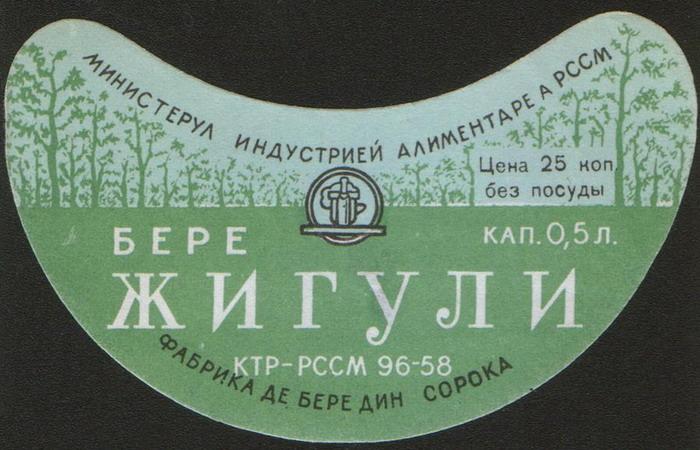 МИНИСТЕРУЛ ИНДУСТРИЕЙ АЛИМЕНТАРЕ А РССМ
Цена 25 коп
без посуды
БЕРЕ
КАП. 0,5 Л.
ЖИГУЛИ
КТР-РССМ 96-58
ФАБРИКА ДЕ БЕРЕ ДИН СОРОКА